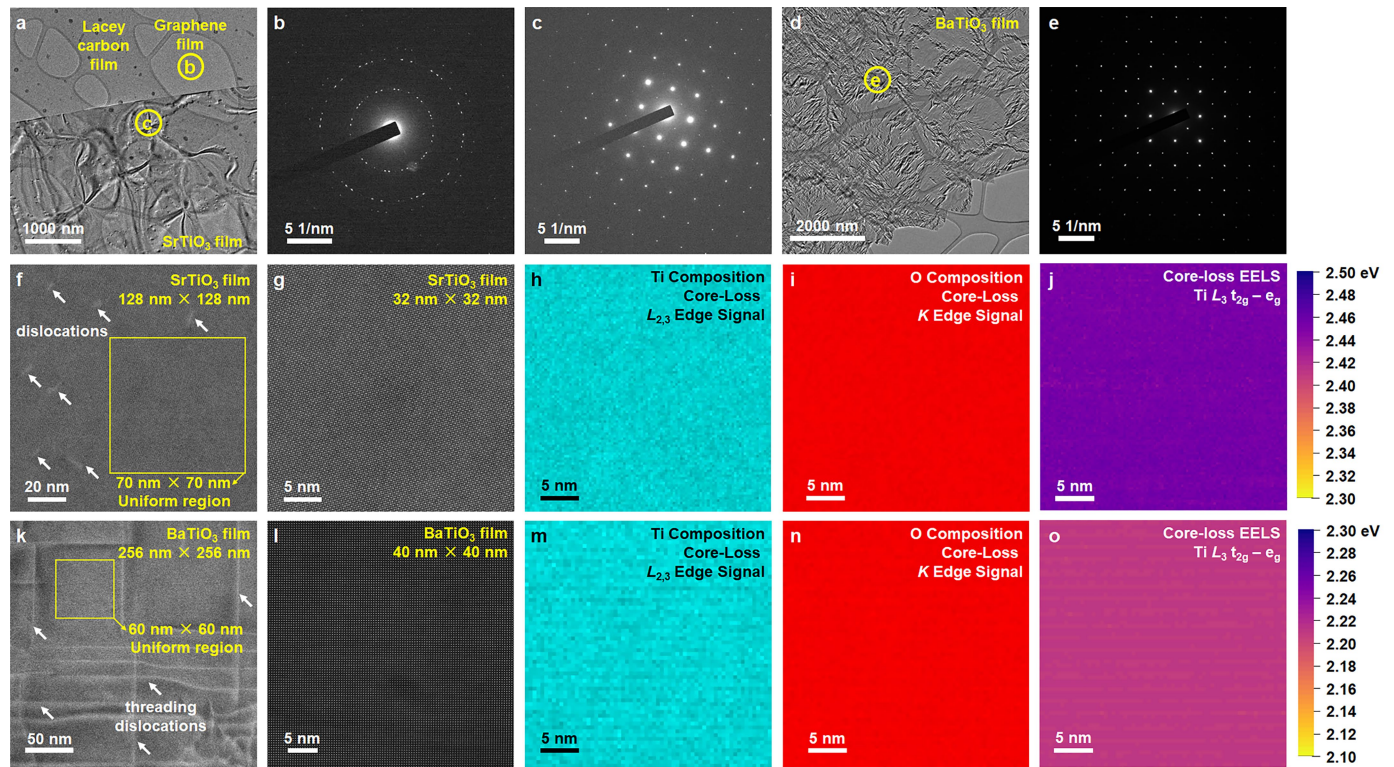 a
Lacey
carbon
film
Graphene
film
b
c
1000 nm
SrTiO₃ film
b
5 1/nm
c
5 1/nm
d
BaTiO₃ film
e
2000 nm
e
5 1/nm
f
SrTiO₃ film
128 nm × 128 nm
dislocations
70 nm × 70 nm
Uniform region
20 nm
g
SrTiO₃ film
32 nm × 32 nm
5 nm
h
Ti Composition
Core-Loss
L₂,₃ Edge Signal
5 nm
i
O Composition
Core-Loss
K Edge Signal
5 nm
j
Core-loss EELS
Ti L₃ t₂g – eg
5 nm
2.50 eV
2.48
2.46
2.44
2.42
2.40
2.38
2.36
2.34
2.32
2.30
k
BaTiO₃ film
256 nm × 256 nm
60 nm × 60 nm
Uniform region
threading
dislocations
50 nm
l
BaTiO₃ film
40 nm × 40 nm
5 nm
m
Ti Composition
Core-Loss
L₂,₃ Edge Signal
5 nm
n
O Composition
Core-Loss
K Edge Signal
5 nm
o
Core-loss EELS
Ti L₃ t₂g – eg
5 nm
2.30 eV
2.28
2.26
2.24
2.22
2.20
2.18
2.16
2.14
2.12
2.10